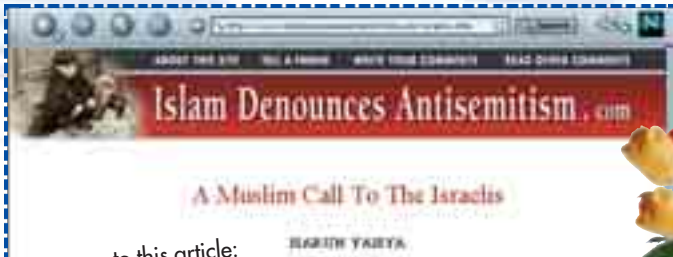 ABOUT THIS SITE TELL A FRIEND WRITE YOUR COMMENTS READ OTHER COMMENTS
Islam Denounces Antisemitism.com
A Muslim Call To The Israelis
HARUN YAHYA
to this article: